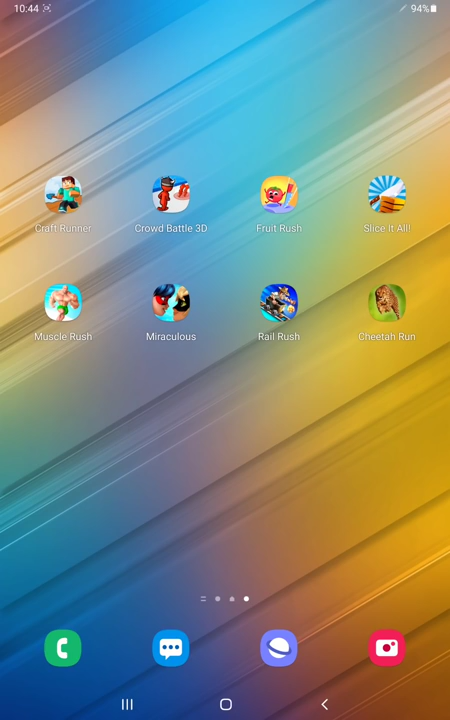 10:44
94%
Craft Runner
Crowd Battle 3D
Fruit Rush
Slice It All!
Muscle Rush
Miraculous
Rail Rush
Cheetah Run